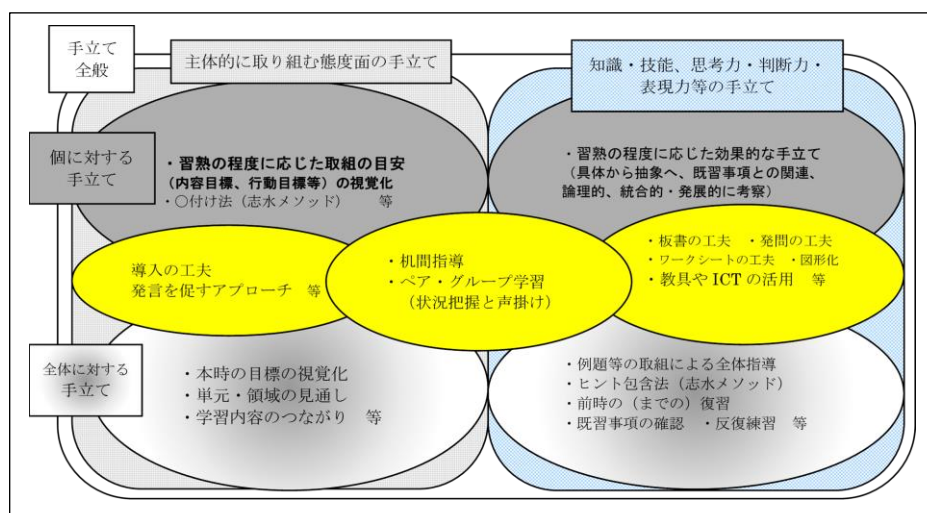 手立て
全般
主体的に取り組む態度面の手立て
知識・技能、思考力・判断力・
表現力等の手立て
個に対する
手立て
・習熟の程度に応じた取組の目安
(内容目標、行動目標等)の視覚化
・〇付け法(志水メソッド) 等
・習熟の程度に応じた効果的な手立て
(具体から抽象へ、既習事項との関連、
論理的、統合的・発展的に考察)
導入の工夫
発言を促すアプローチ 等
・机間指導
・ペア・グループ学習
(状況把握と声掛け)
・板書の工夫 ・発問の工夫
・ワークシートの工夫 ・図形化
・教具や ICT の活用 等
全体に対する
手立て
・本時の目標の視覚化
・単元・領域の見通し
・学習内容のつながり 等
・例題等の取組による全体指導
・ヒント包含法(志水メソッド)
・前時の(までの)復習
・既習事項の確認 ・反復練習 等